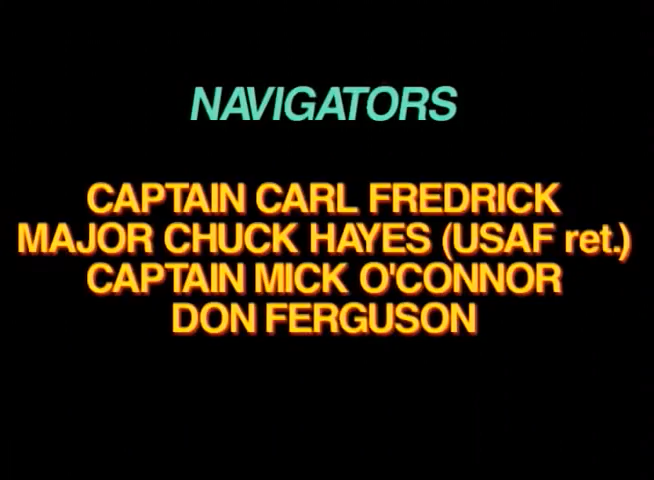 NAVIGATORS
CAPTAIN CARL FREDRICK
MAJOR CHUCK HAYES (USAF ret.)
CAPTAIN MICK O'CONNOR
DON FERGUSON